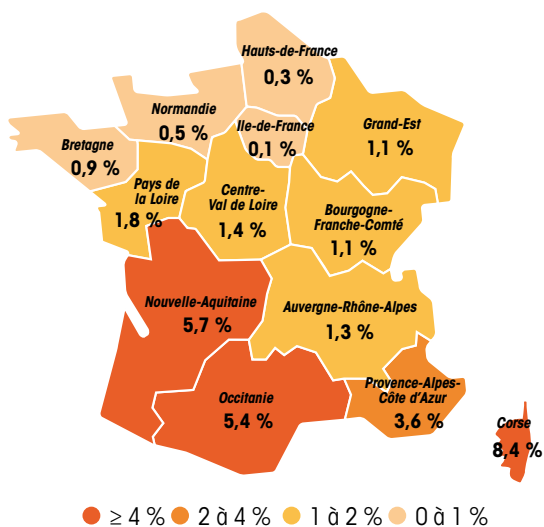 Hauts-de-France
0,3 %
Normandie
0,5 %
Ile-de-France
0,1 %
Grand-Est
1,1 %
Bretagne
0,9 %
Pays de
la Loire
1,8 %
Centre-
Val de Loire
1,4 %
Bourgogne-
Franche-Comté
1,1 %
Nouvelle-Aquitaine
5,7 %
Auvergne-Rhône-Alpes
1,3 %
Occitanie
5,4 %
Provence-Alpes-
Côte d'Azur
3,6 %
Corse
8,4 %
≥ 4 % 2 à 4 % 1 à 2 % 0 à 1 %